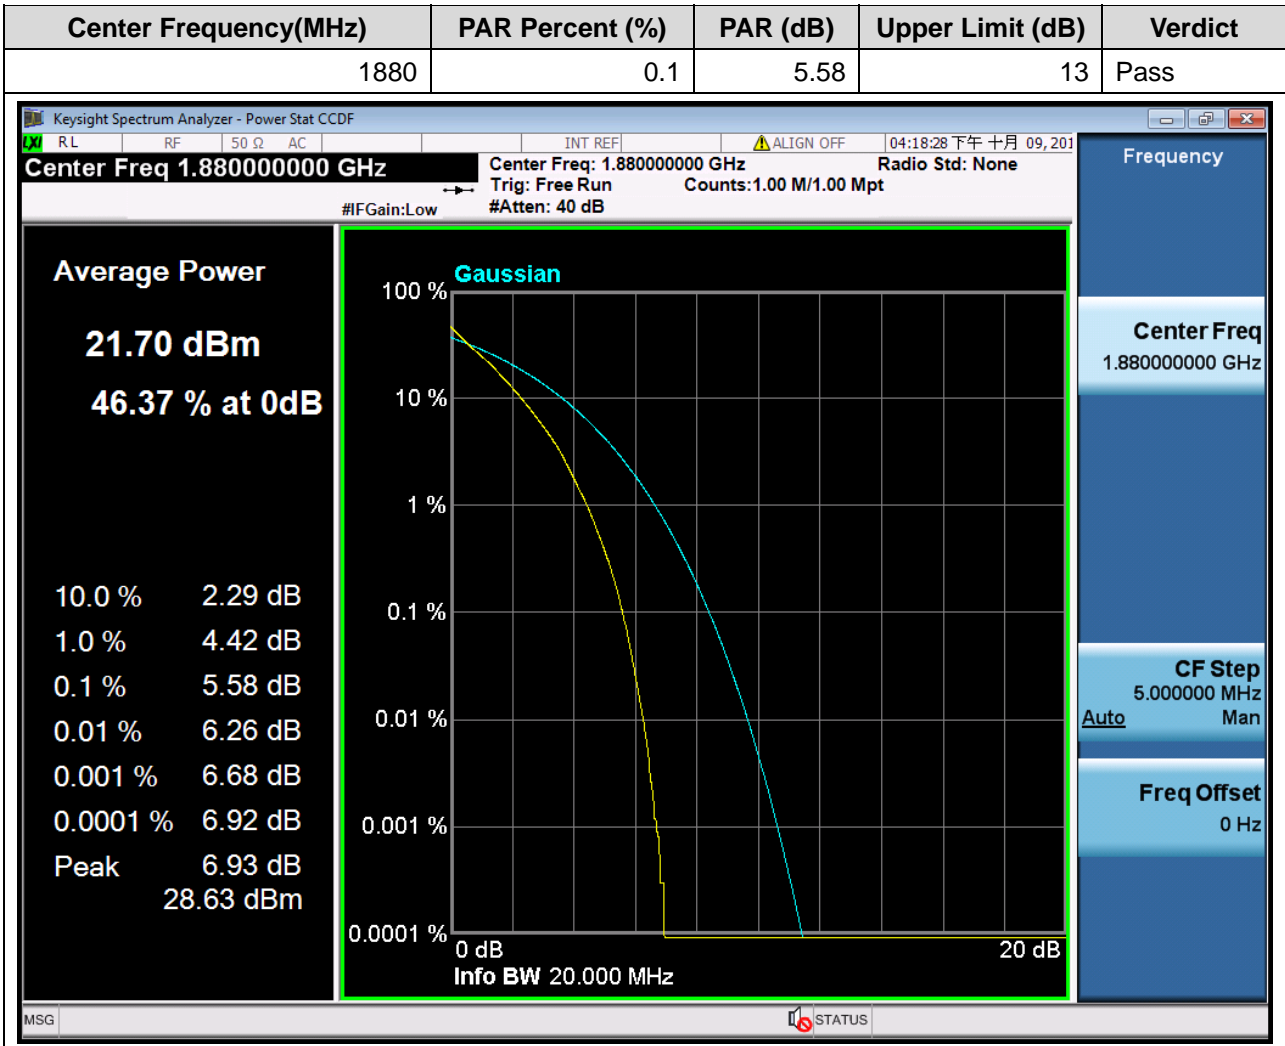 Center Frequency(MHz) PAR Percent (%) PAR (dB) Upper Limit (dB) Verdict
1880 0.1 5.58 13 Pass
Keysight Spectrum Analyzer - Power Stat CCDF
LXI RL RF 50 Ω AC INT REF ALIGN OFF 04:18:28 下午 十月 09, 201
Center Freq 1.880000000 GHz
Center Freq: 1.880000000 GHz Radio Std: None
Trig: Free Run Counts:1.00 M/1.00 Mpt
#IFGain:Low #Atten: 40 dB
Average Power
21.70 dBm
46.37 % at 0dB
10.0 % 2.29 dB
1.0 % 4.42 dB
0.1 % 5.58 dB
0.01 % 6.26 dB
0.001 % 6.68 dB
0.0001 % 6.92 dB
Peak 6.93 dB
28.63 dBm
Gaussian
100 %
10 %
1 %
0.1 %
0.01 %
0.001 %
0.0001 %
0 dB 20 dB
Info BW 20.000 MHz
Frequency
Center Freq
1.880000000 GHz
CF Step
5.000000 MHz
Auto Man
Freq Offset
0 Hz
MSG STATUS